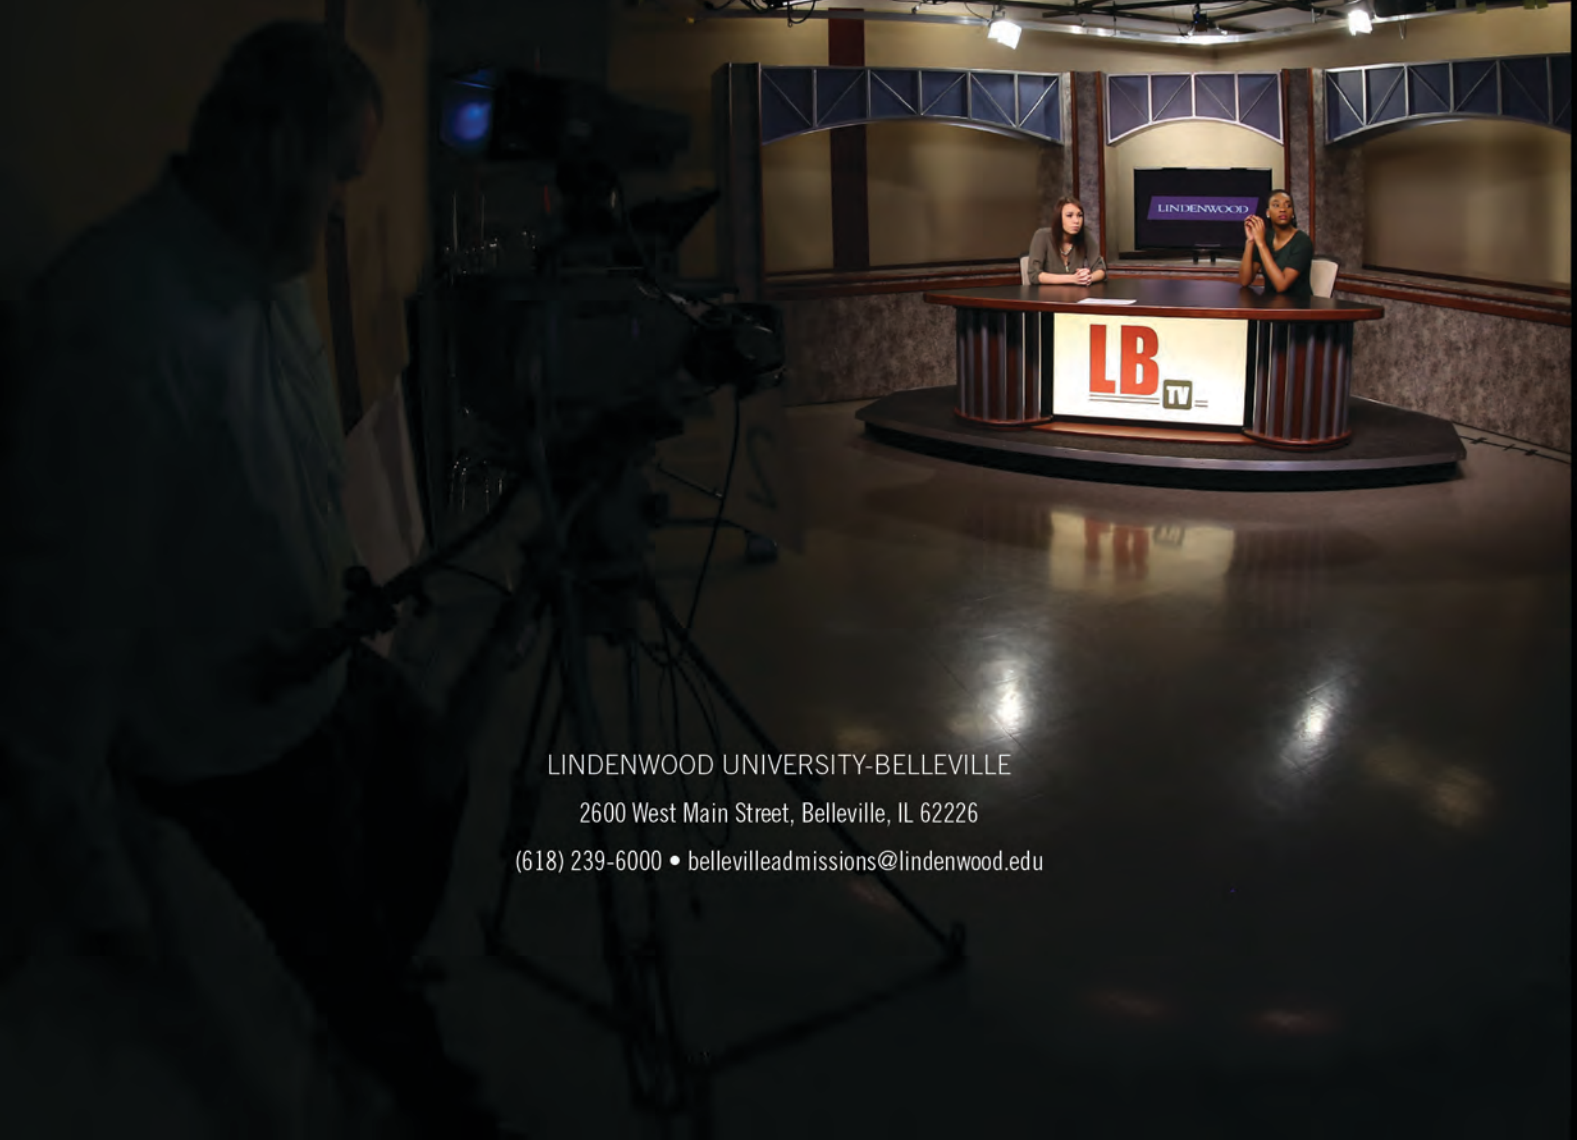 LINDENWOOD
LB
TV
LINDENWOOD UNIVERSITY-BELLEVILLE
2600 West Main Street, Belleville, IL 62226
(618) 239-6000 • bellevilleadmissions@lindenwood.edu